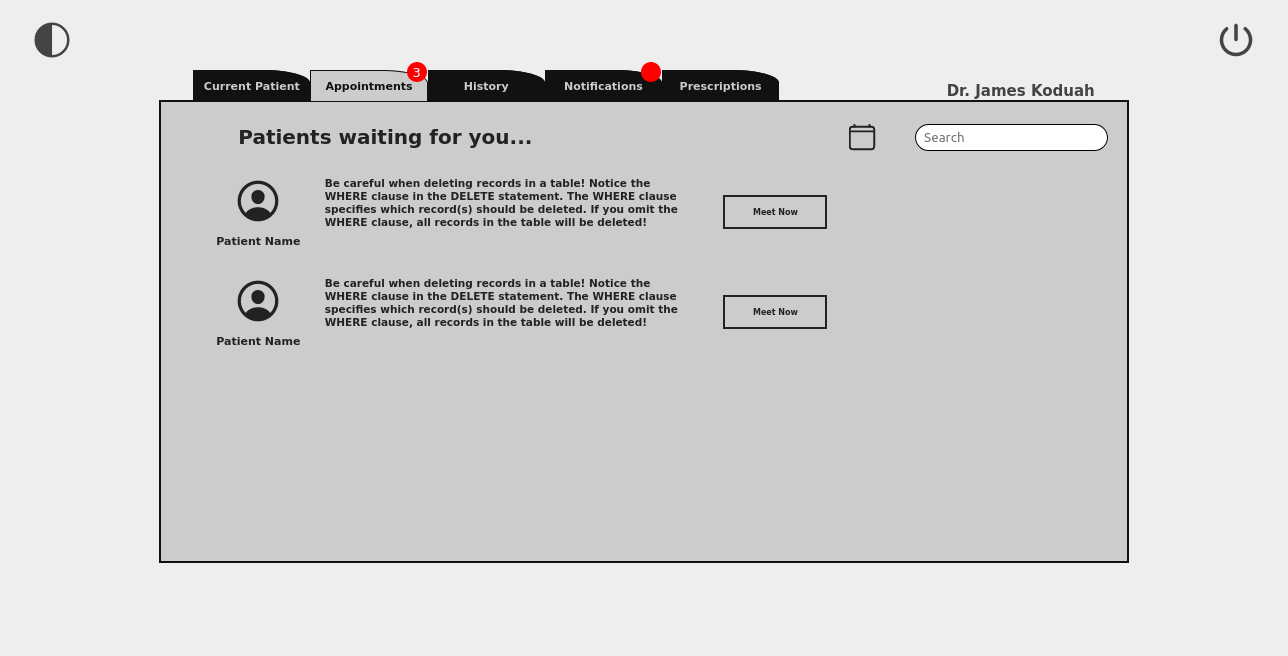 3
Current Patient
Appointments
History
Notifications
Prescriptions
Dr. James Koduah
Patients waiting for you...
Search
Be careful when deleting records in a table! Notice the
WHERE clause in the DELETE statement. The WHERE clause
specifies which record(s) should be deleted. If you omit the
WHERE clause, all records in the table will be deleted!
Meet Now
Patient Name
Be careful when deleting records in a table! Notice the
WHERE clause in the DELETE statement. The WHERE clause
specifies which record(s) should be deleted. If you omit the
WHERE clause, all records in the table will be deleted!
Meet Now
Patient Name